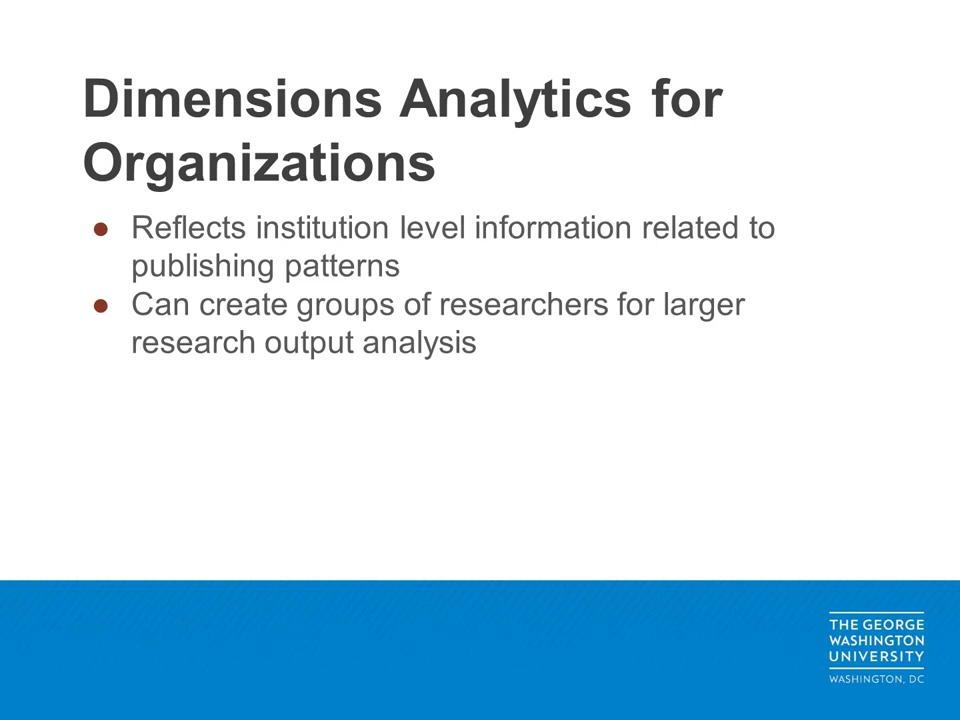 Dimensions Analytics for
Organizations
● Reflects institution level information related to
publishing patterns
● Can create groups of researchers for larger
research output analysis
THE GEORGE
WASHINGTON
UNIVERSITY
WASHINGTON, DC